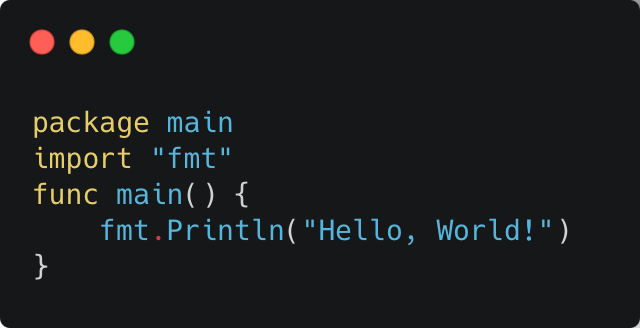 package main
import "fmt"
func main() {
    fmt.Println("Hello, World!")
}